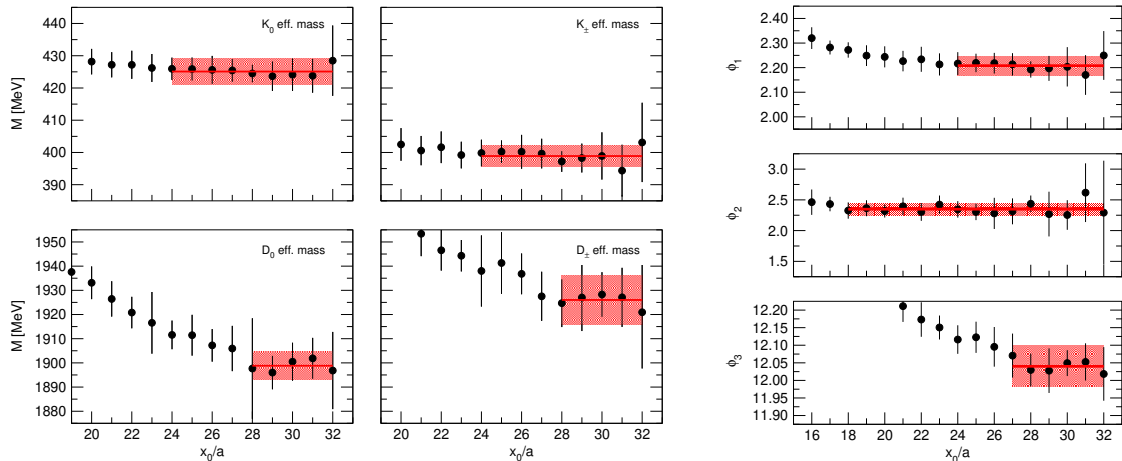 440
430
420
410
400
390
M [MeV]
K0 eff. mass
K± eff. mass
1950
1940
1930
1920
1910
1900
1890
1880
M [MeV]
D0 eff. mass
D± eff. mass
20 22 24 26 28 30 32
x0/a
20 22 24 26 28 30 32
x0/a
2.40
2.30
2.20
2.10
2.00
ϕ1
3.0
2.5
2.0
1.5
ϕ2
12.20
12.15
12.10
12.05
12.00
11.95
11.90
ϕ3
16 18 20 22 24 26 28 30 32
x0/a